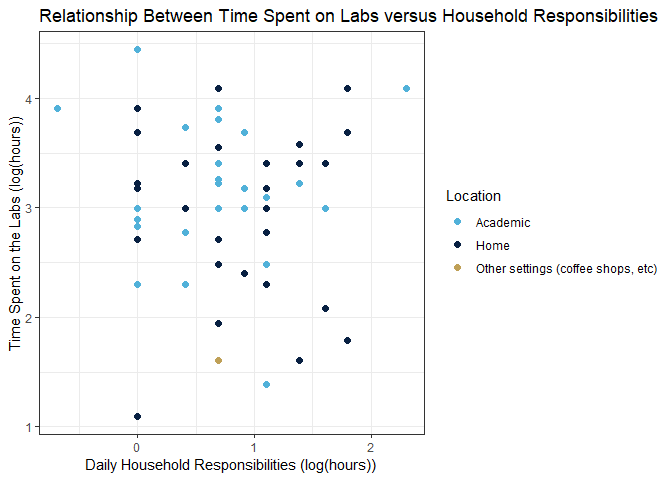 Relationship Between Time Spent on Labs versus Household Responsibilities
Time Spent on the Labs (log(hours))
4
3
2
1
0
1
2
Daily Household Responsibilities (log(hours))
Location
Academic
Home
Other settings (coffee shops, etc)